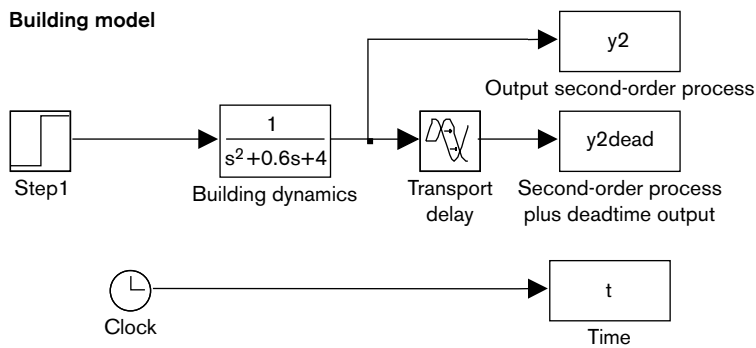 Building model
y2
Output second-order process
1
s²+0.6s+4
y2dead
Step1
Building dynamics
Transport
delay
Second-order process
plus deadtime output
t
Clock
Time